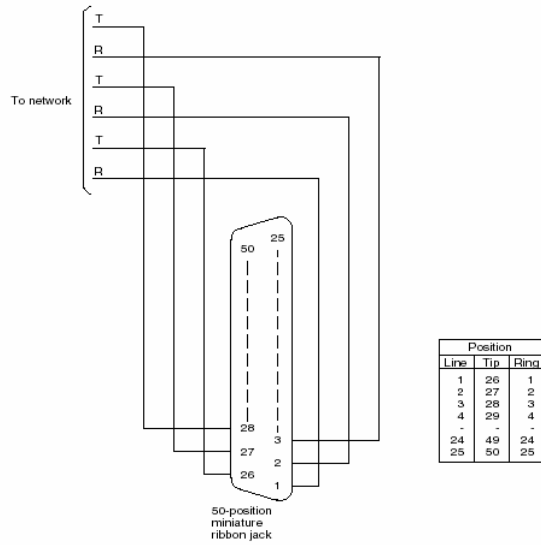 T
R
T
To network
R
T
R
50 25
28
3
27
2
26
1
50-position
miniature
ribbon jack
Position
Line Tip Ring
1 26 1
2 27 2
3 28 3
4 29 4
- - -
24 49 24
25 50 25